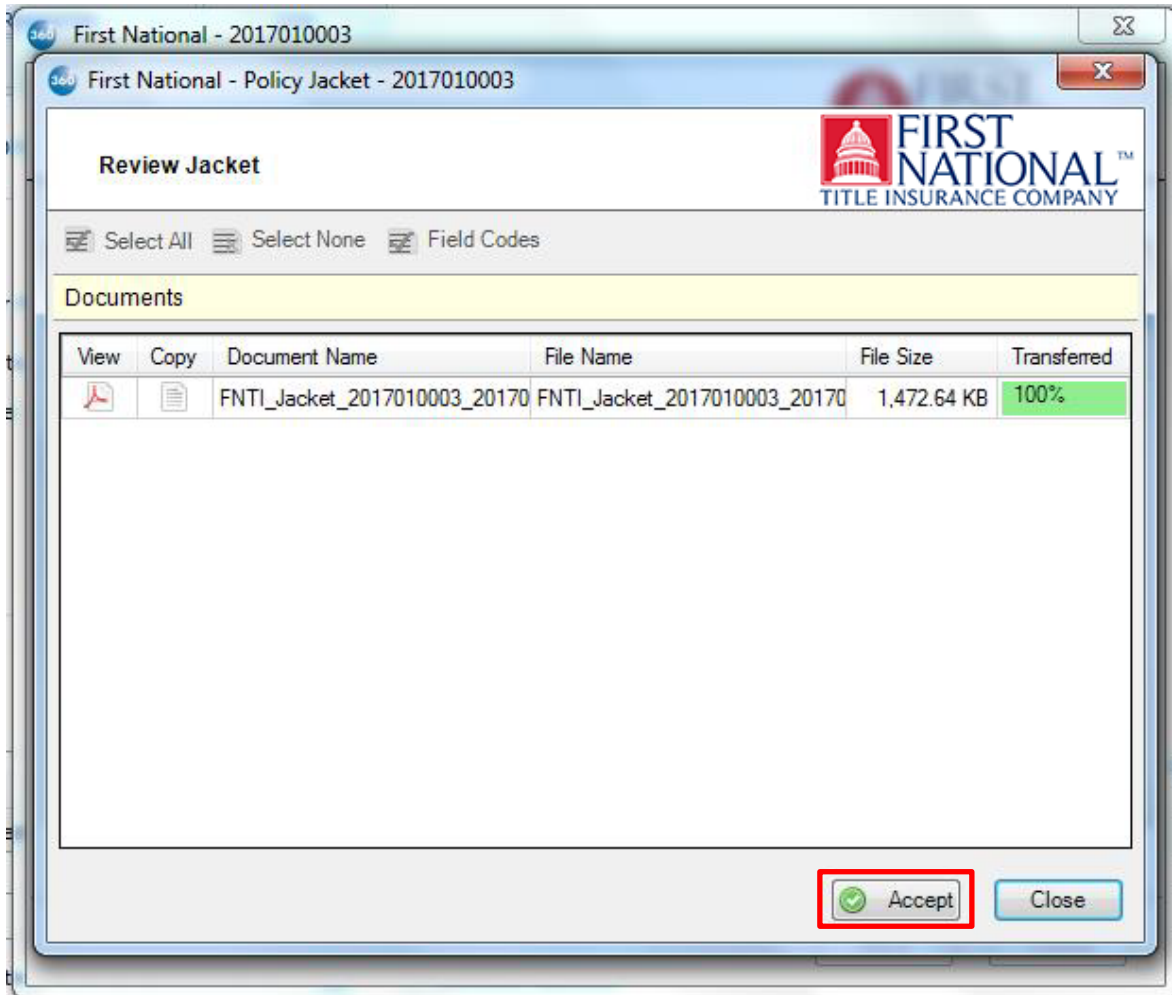 First National - 2017010003
First National - Policy Jacket - 2017010003
Review Jacket
FIRST
NATIONAL™
TITLE INSURANCE COMPANY
Select All Select None Field Codes
Documents
View Copy Document Name File Name File Size Transferred
FNTI_Jacket_2017010003_20170 FNTI_Jacket_2017010003_20170 1,472.64 KB 100%
Accept Close